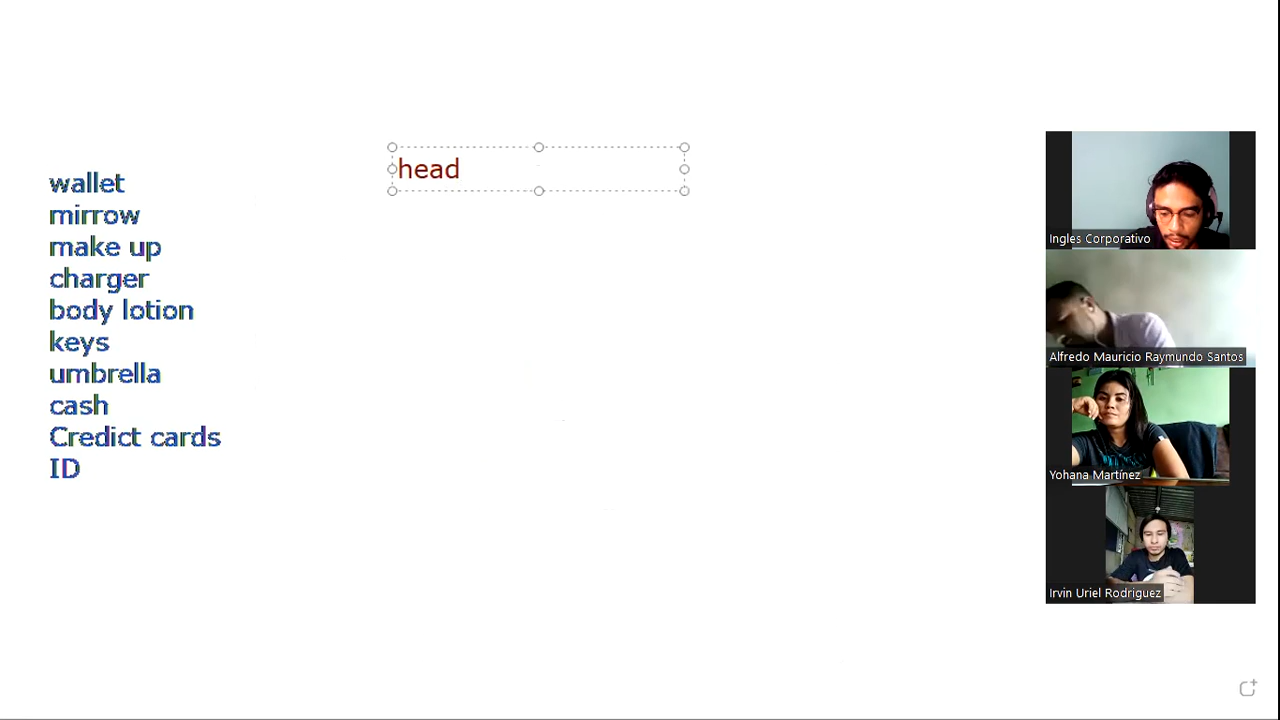 head
wallet
mirrow
make up
charger
body lotion
keys
umbrella
cash
Credict cards
ID
Ingles Corporativo
Alfredo Mauricio Raymundo Santos
Yohana Martínez
Irvin Uriel Rodriguez